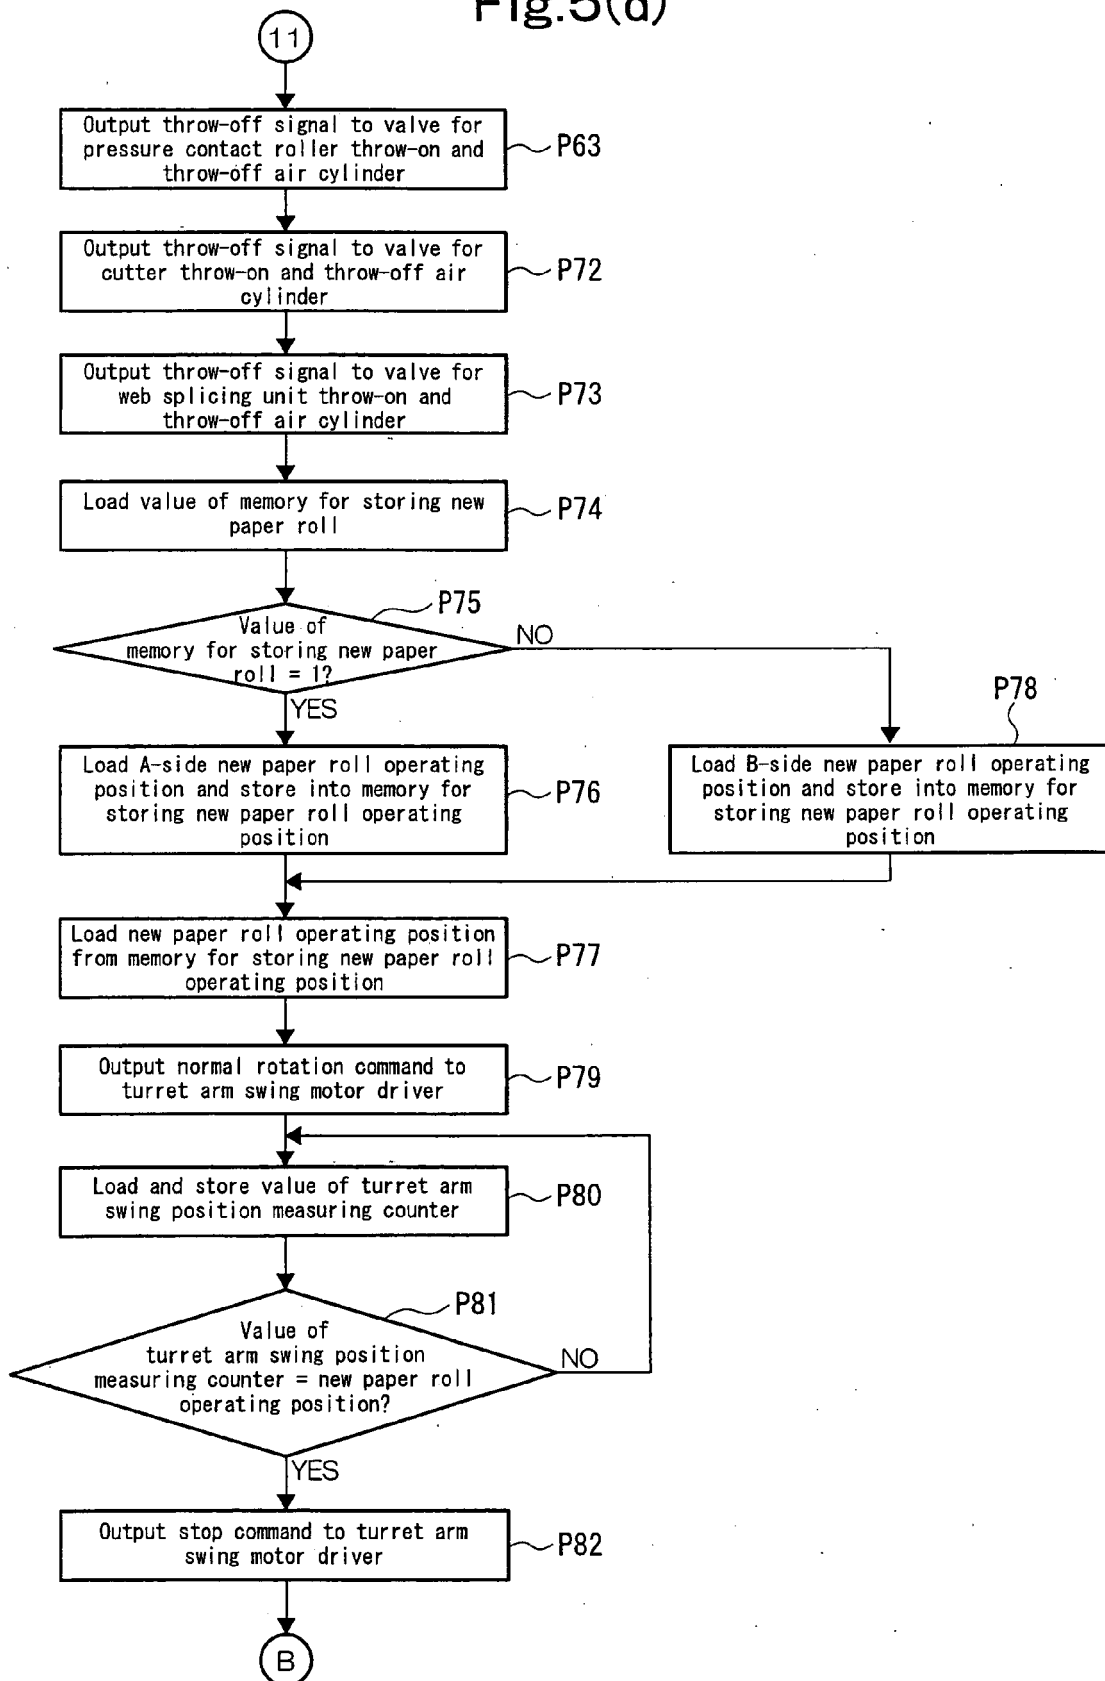 Fig.5(d)
11
Output throw-off signal to valve for
pressure contact roller throw-on and
throw-off air cylinder
P63
Output throw-off signal to valve for
cutter throw-on and throw-off air
cylinder
P72
Output throw-off signal to valve for
web splicing unit throw-on and
throw-off air cylinder
P73
Load value of memory for storing new
paper roll
P74
P75
Value of
memory for storing new paper
roll = 1?
NO
YES
Load A-side new paper roll operating
position and store into memory for
storing new paper roll operating
position
P76
P78
Load B-side new paper roll operating
position and store into memory for
storing new paper roll operating
position
Load new paper roll operating position
from memory for storing new paper roll
operating position
P77
Output normal rotation command to
turret arm swing motor driver
P79
Load and store value of turret arm
swing position measuring counter
P80
P81
Value of
turret arm swing position
measuring counter = new paper roll
operating position?
NO
YES
Output stop command to turret arm
swing motor driver
P82
B